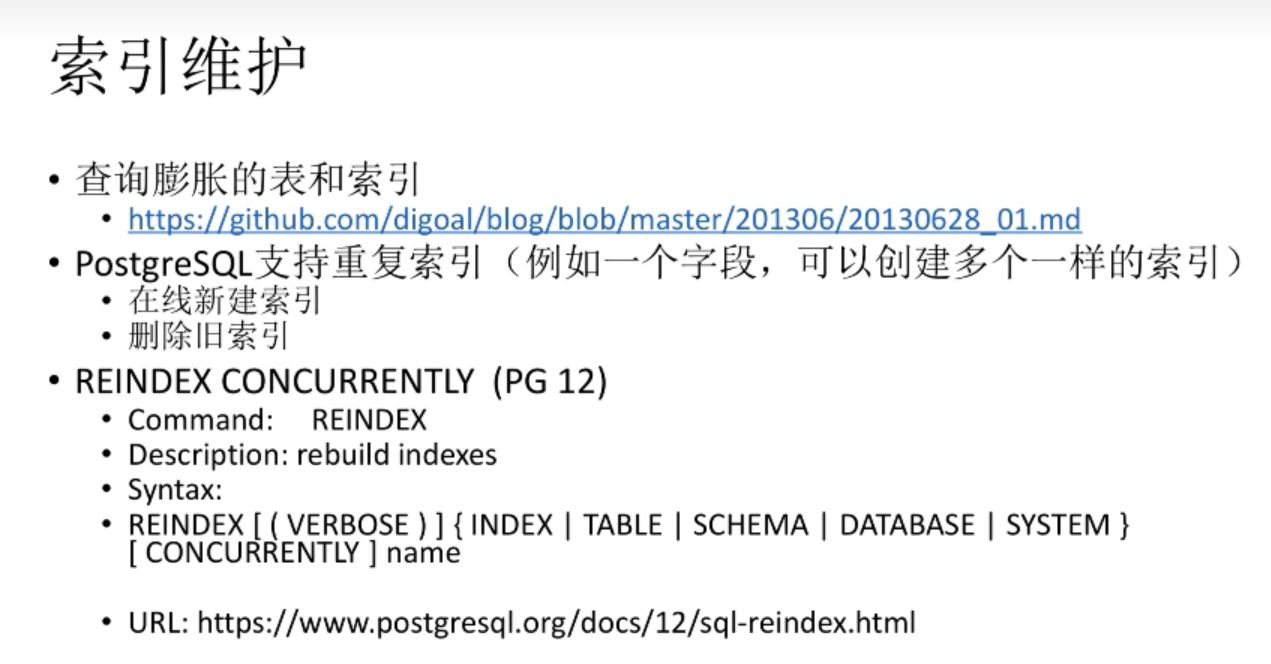 索引维护
• 查询膨胀的表和索引
• https://github.com/digoal/blog/blob/master/201306/20130628_01.md
• PostgreSQL支持重复索引（例如一个字段，可以创建多个一样的索引）
• 在线新建索引
• 删除旧索引
• REINDEX CONCURRENTLY (PG 12)
• Command: REINDEX
• Description: rebuild indexes
• Syntax:
• REINDEX [ ( VERBOSE ) ] { INDEX | TABLE | SCHEMA | DATABASE | SYSTEM }
[ CONCURRENTLY ] name
• URL: https://www.postgresql.org/docs/12/sql-reindex.html